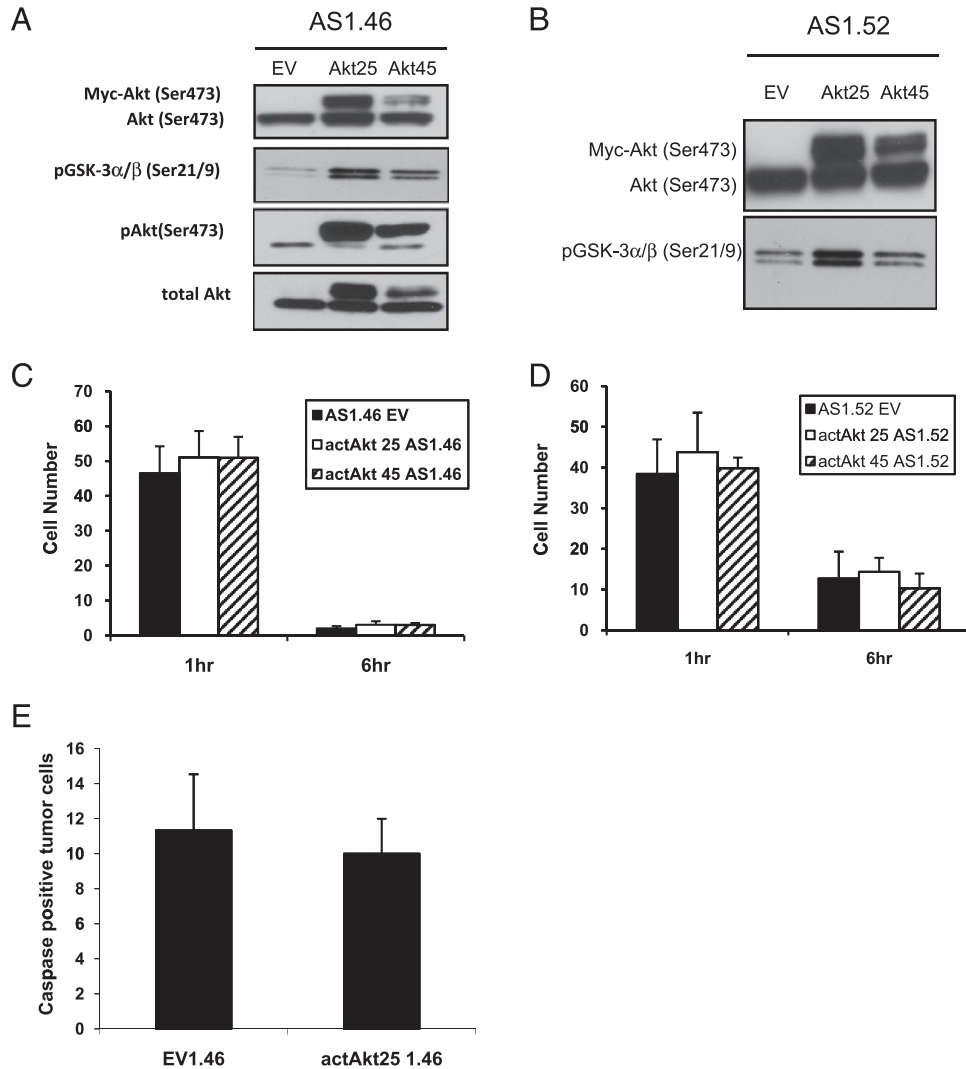 A
AS1.46
EV Akt25 Akt45
Myc-Akt (Ser473)
Akt (Ser473)
pGSK-3α/β (Ser21/9)
pAkt(Ser473)
total Akt
B
AS1.52
EV Akt25 Akt45
Myc-Akt (Ser473)
Akt (Ser473)
pGSK-3α/β (Ser21/9)
C
Cell Number
70
60
50
40
30
20
10
0
AS1.46 EV
actAkt 25 AS1.46
actAkt 45 AS1.46
1hr 6hr
D
Cell Number
60
50
40
30
20
10
0
AS1.52 EV
actAkt 25 AS1.52
actAkt 45 AS1.52
1hr 6hr
E
Caspase positive tumor cells
16
14
12
10
8
6
4
2
0
EV1.46 actAkt25 1.46